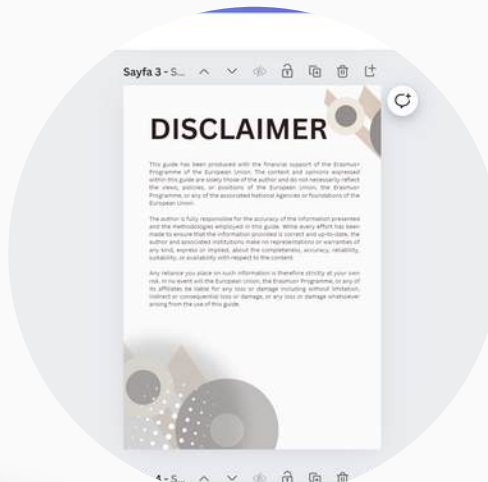 Sayfa 3 - S...
DISCLAIMER
This guide has been produced with the financial support of the Erasmus+
Programme of the European Union. The content and opinions expressed
within this guide are solely those of the author and do not necessarily reflect
the views, policies, or positions of the European Union, the Erasmus+
Programme, or any of the associated National Agencies or foundations of the
European Union.
The author is fully responsible for the accuracy of the information presented
and the methodologies employed in this guide. While every effort has been
made to ensure that the information provided is correct and up-to-date, the
author and associated institutions make no representations or warranties of
any kind, express or implied, about the completeness, accuracy, reliability,
suitability, or availability with respect to the content.
Any reliance you place on such information is therefore strictly at your own
risk. In no event will the European Union, the Erasmus+ Programme, or any of
its affiliates be liable for any loss or damage including without limitation,
indirect or consequential loss or damage, or any loss or damage whatsoever
arising from the use of this guide.
4 - S...